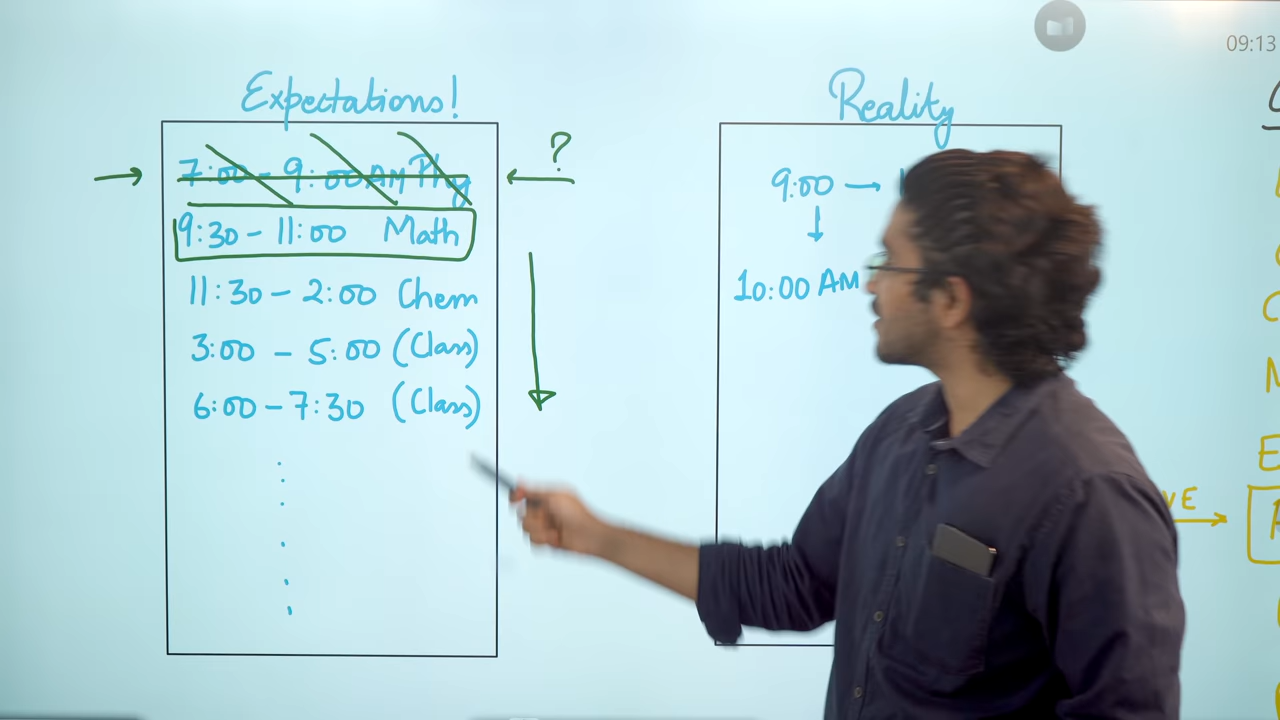 09:13
Expectations!
7:00 - 9:00 AM Phy
?
9:30 - 11:00 Math
11:30 - 2:00 Chem
3:00 - 5:00 (Class)
6:00 - 7:30 (Class)
Reality
9:00 →
10:00 AM